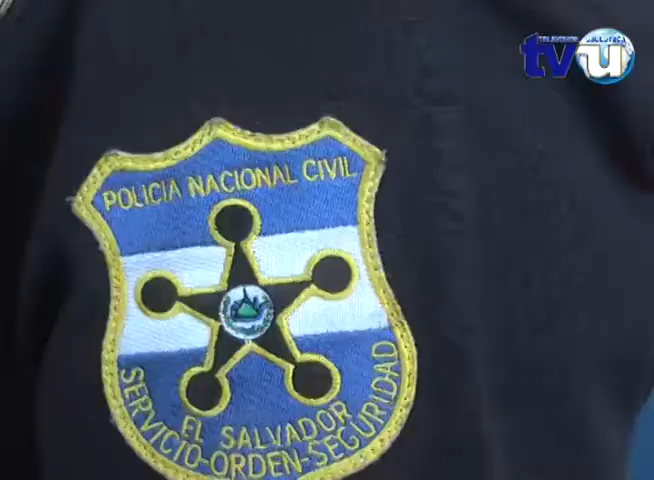 tvu
POLICIA NACIONAL CIVIL
EL SALVADOR
SERVICIO-ORDEN-SEGURIDAD